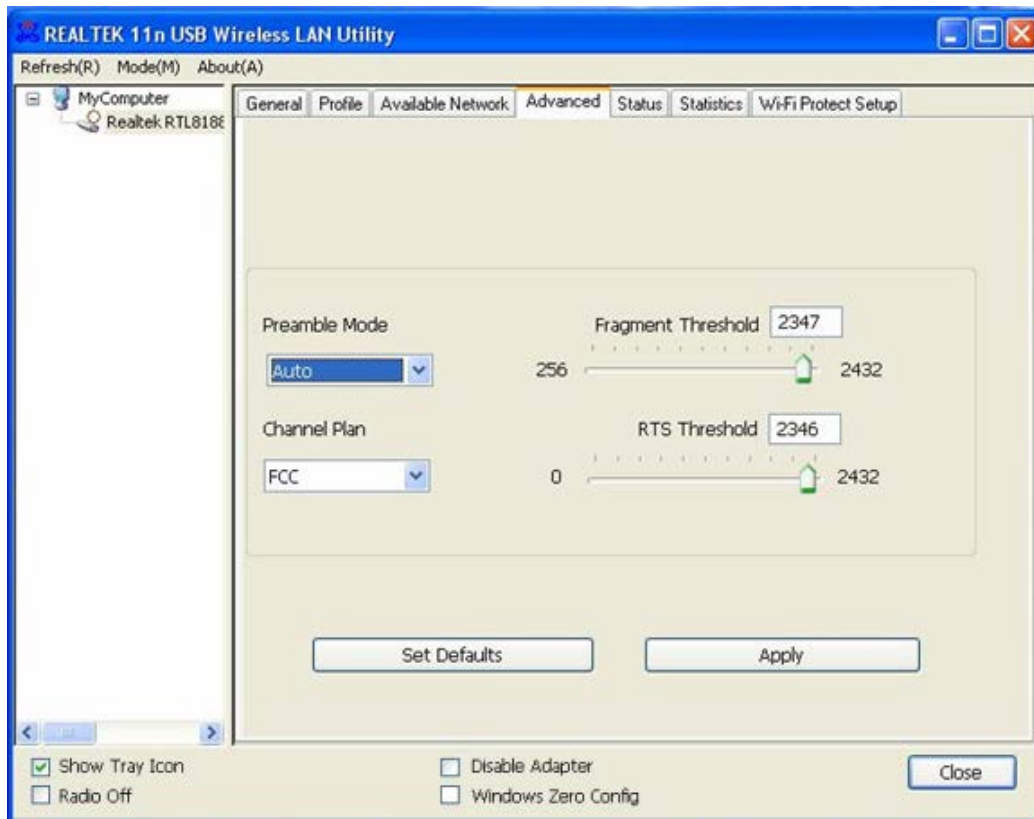 REALTEK 11n USB Wireless LAN Utility
Refresh(R) Mode(M) About(A)
MyComputer
Realtek RTL8188
General Profile Available Network Advanced Status Statistics Wi-Fi Protect Setup
Preamble Mode
Auto
Channel Plan
FCC
Fragment Threshold 2347
256 2432
RTS Threshold 2346
0 2432
Set Defaults Apply
Show Tray Icon
Radio Off
Disable Adapter
Windows Zero Config
Close